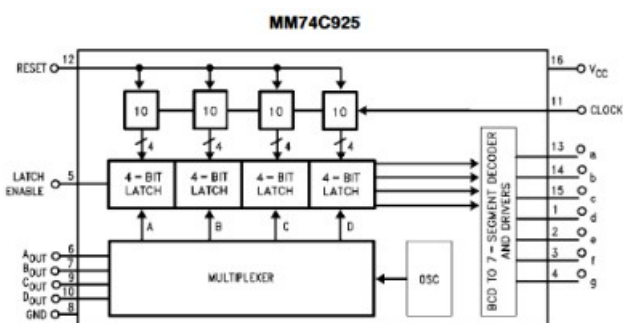 MM74C925
RESET 12
16 VCC
10 10 10 10
11 CLOCK
4 4 4 4
13 a
LATCH ENABLE 5
4 - BIT LATCH
4 - BIT LATCH
4 - BIT LATCH
4 - BIT LATCH
14 b
15 c
1 d
A B C D
BCD TO 7 - SEGMENT DECODER AND DRIVERS
2 e
AOUT 6
BOUT 7
COUT 9
DOUT 10
GND 8
MULTIPLEXER
OSC
3 f
4 g